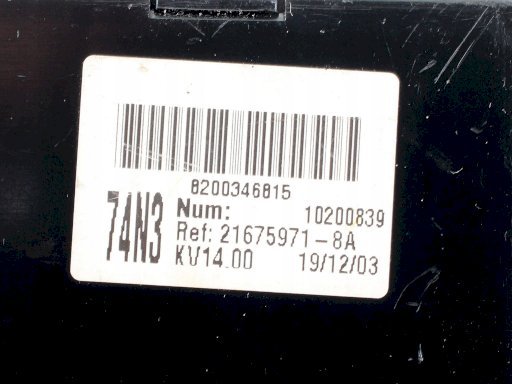 8200346815
74N3
Num: 10200839
Ref: 21675971-8A
KV14.00 19/12/03